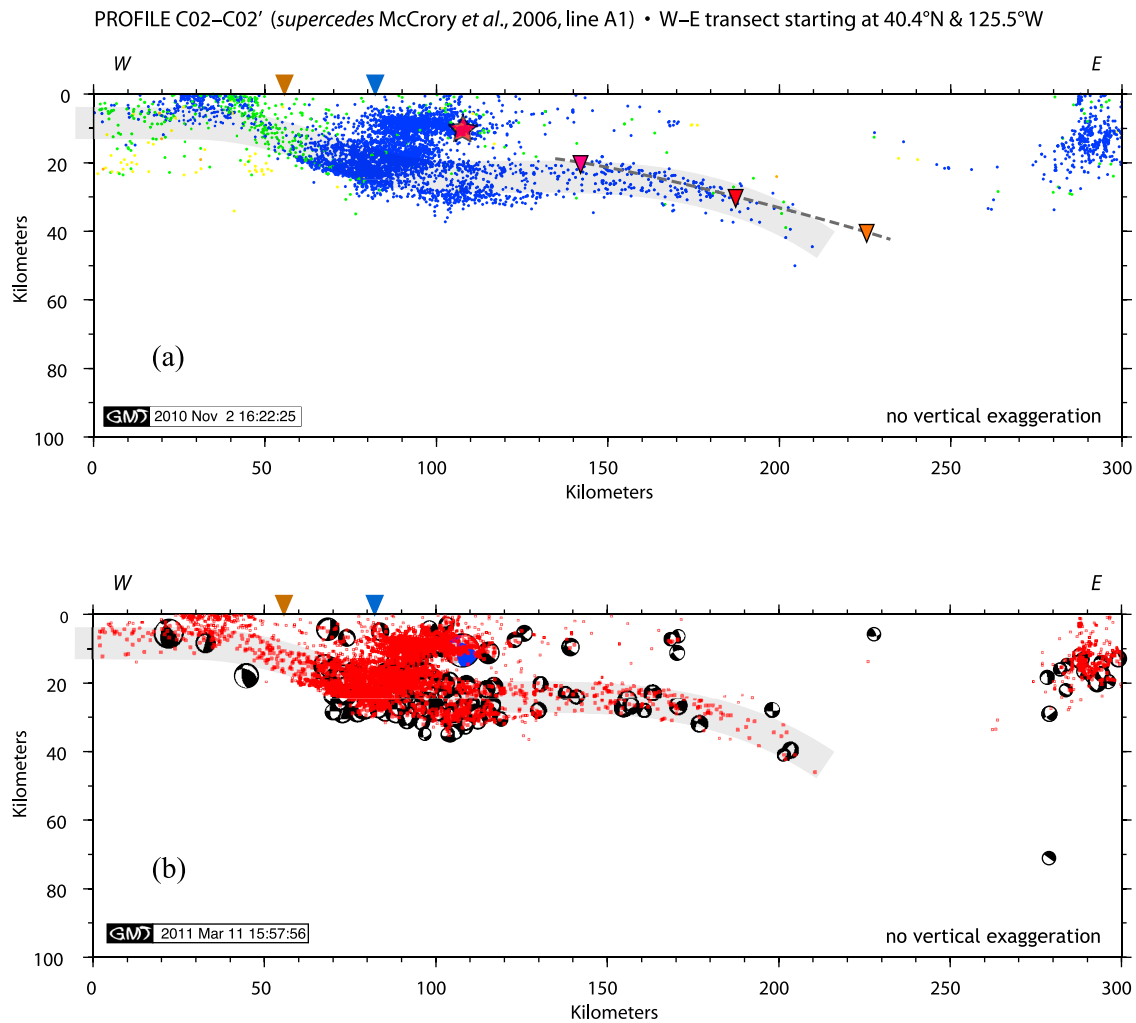 PROFILE C02–C02’ (supercedes McCrory et al., 2006, line A1) • W–E transect starting at 40.4°N & 125.5°W
W E
0
20
40
60
80
100
Kilometers
(a)
GMT 2010 Nov 2 16:22:25
no vertical exaggeration
0 50 100 150 200 250 300
Kilometers
W E
0
20
40
60
80
100
Kilometers
(b)
GMT 2011 Mar 11 15:57:56
no vertical exaggeration
0 50 100 150 200 250 300
Kilometers